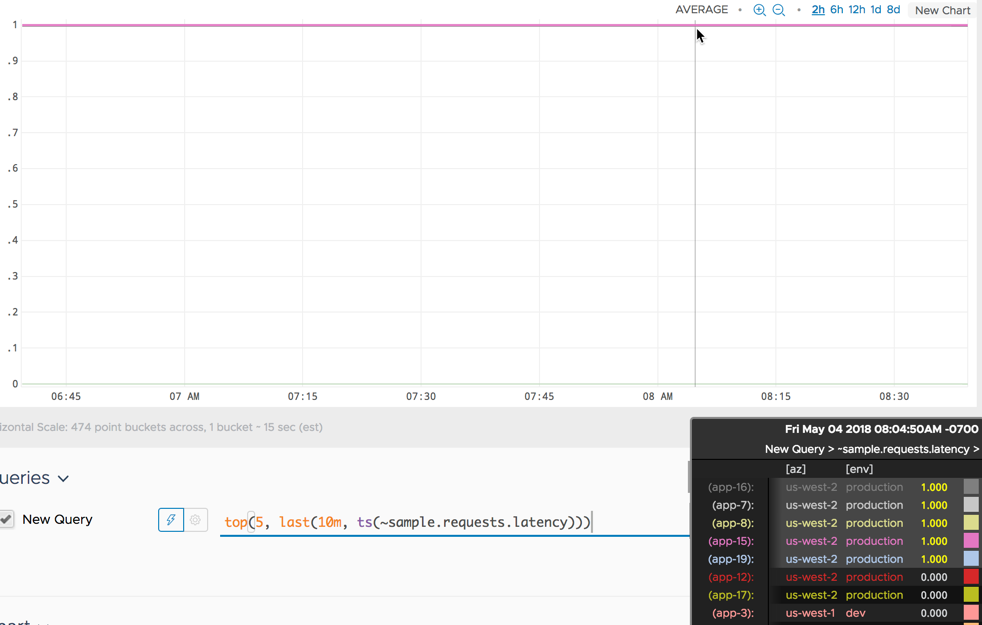 AVERAGE • • 2h 6h 12h 1d 8d New Chart
1
.9
.8
.7
.6
.5
.4
.3
.2
.1
0
06:45 07 AM 07:15 07:30 07:45 08 AM 08:15 08:30
izontal Scale: 474 point buckets across, 1 bucket ~ 15 sec (est)
ueries
New Query
top(5, last(10m, ts(~sample.requests.latency)))
Fri May 04 2018 08:04:50AM -0700
New Query > ~sample.requests.latency >
[az] [env]
(app-16): us-west-2 production 1.000
(app-7): us-west-2 production 1.000
(app-8): us-west-2 production 1.000
(app-15): us-west-2 production 1.000
(app-19): us-west-2 production 1.000
(app-12): us-west-2 production 0.000
(app-17): us-west-2 production 0.000
(app-3): us-west-1 dev 0.000